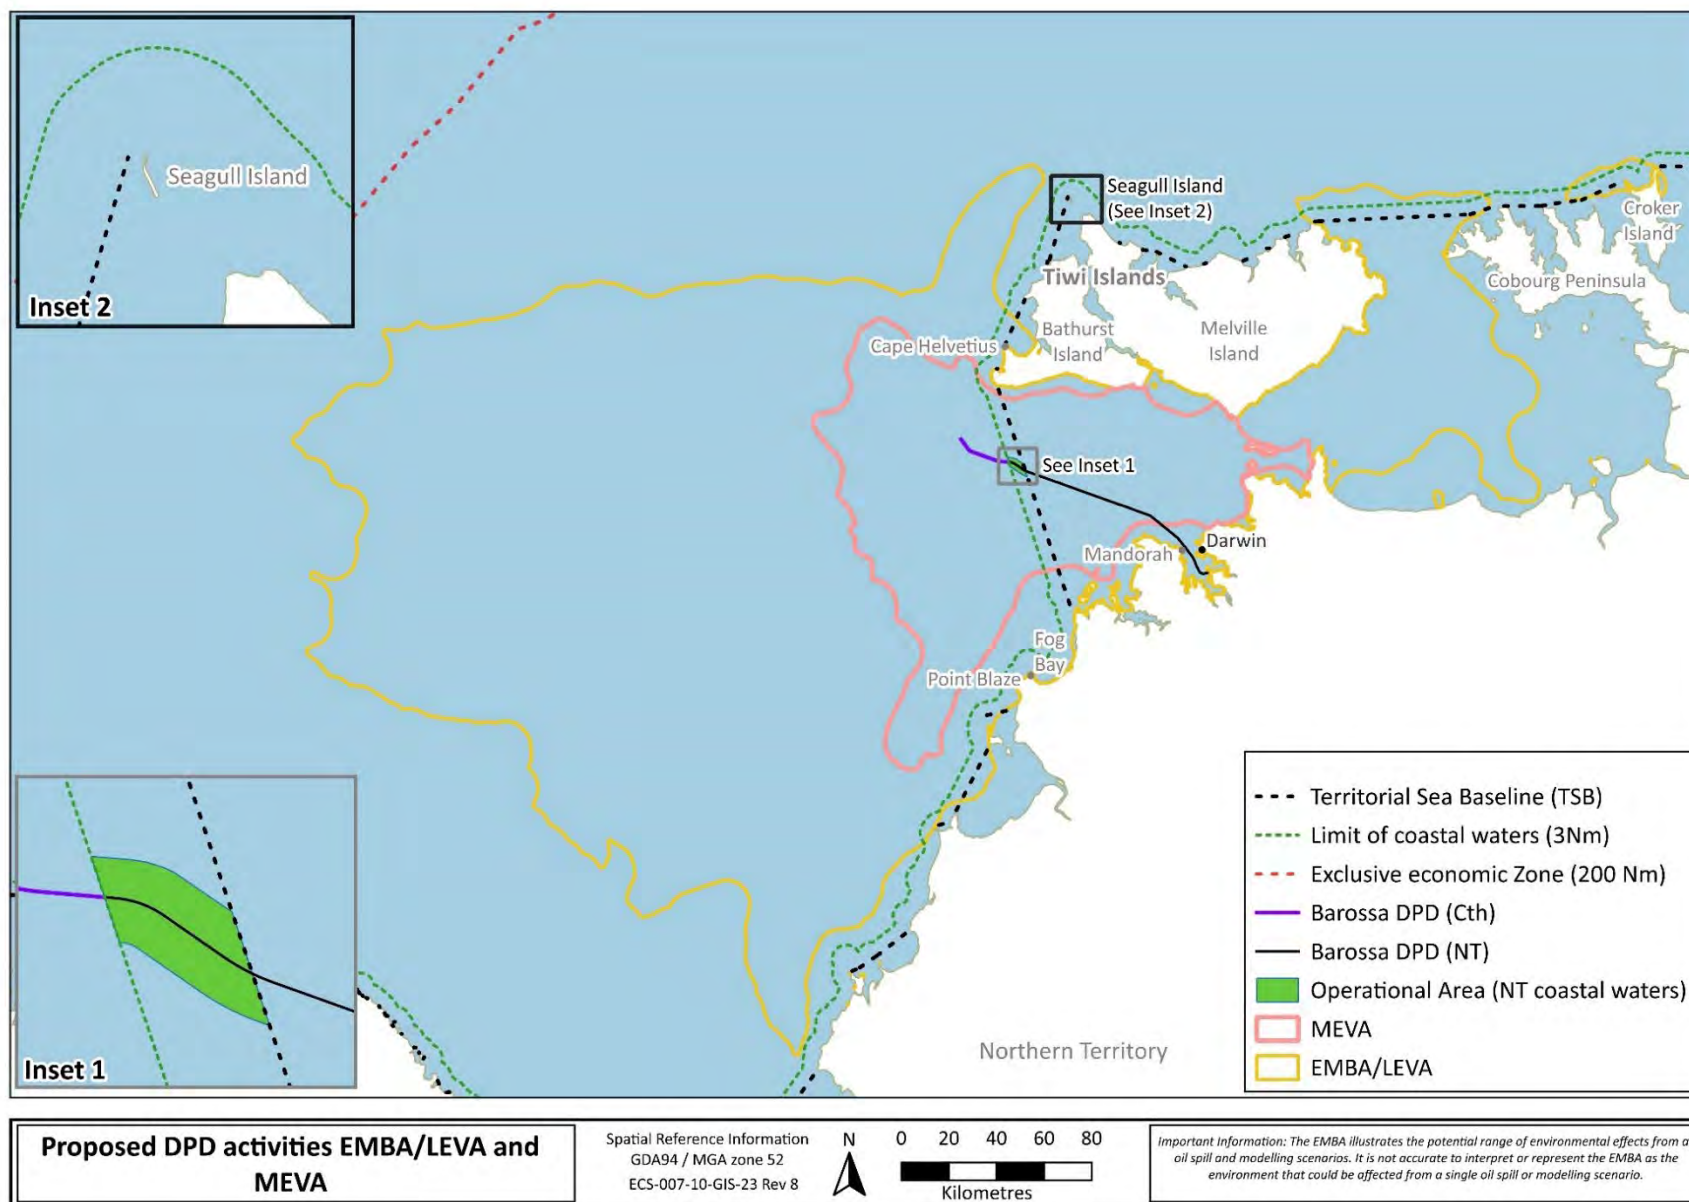 Seagull Island
Inset 2
Seagull Island
(See Inset 2)
Croker
Island
Tiwi Islands
Cobourg Peninsula
Bathurst
Island
Melville
Island
Cape Helvetius
See Inset 1
Mandorah
Darwin
Fog
Bay
Point Blaze
Northern Territory
Inset 1
Territorial Sea Baseline (TSB)
Limit of coastal waters (3Nm)
Exclusive economic Zone (200 Nm)
Barossa DPD (Cth)
Barossa DPD (NT)
Operational Area (NT coastal waters)
MEVA
EMBA/LEVA
Proposed DPD activities EMBA/LEVA and
MEVA
Spatial Reference Information
GDA94 / MGA zone 52
ECS-007-10-GIS-23 Rev 8
N
0 20 40 60 80
Kilometres
Important Information: The EMBA illustrates the potential range of environmental effects from a
oil spill and modelling scenarios. It is not accurate to interpret or represent the EMBA as the
environment that could be affected from a single oil spill or modelling scenario.